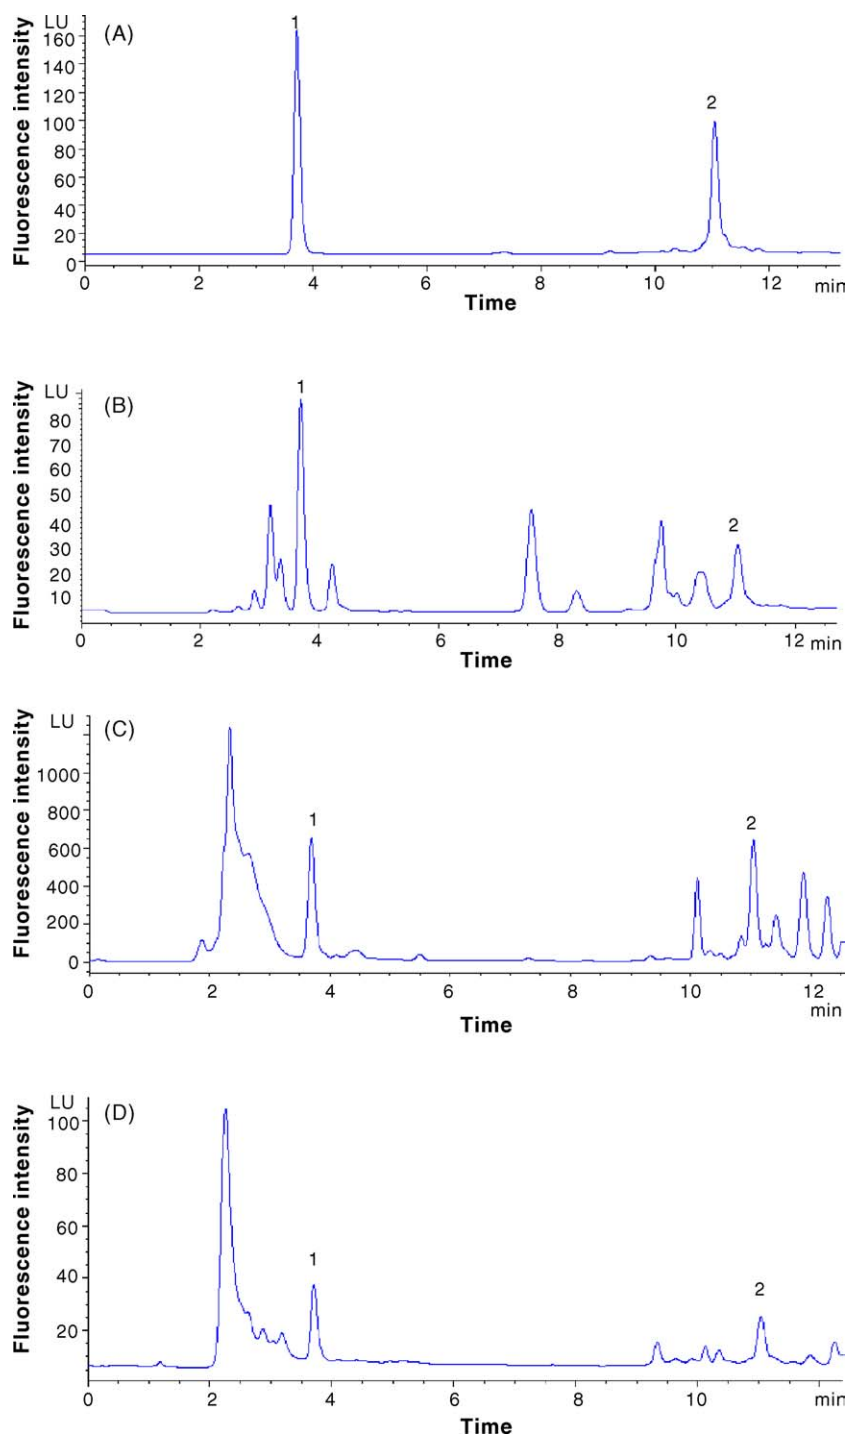 LU
(A)
1
160
140
120
2
100
80
60
40
20
0
0 2 4 6 8 10 12 min
Time
Fluorescence intensity
LU
(B)
1
80
70
60
50
40
2
30
20
10
0 2 4 6 8 10 12 min
Time
Fluorescence intensity
LU
(C)
1000
800
1 2
600
400
200
0
0 2 4 6 8 10 12
min
Time
Fluorescence intensity
LU
(D)
100
80
60
1
40
2
20
0 2 4 6 8 10 min
Time
Fluorescence intensity